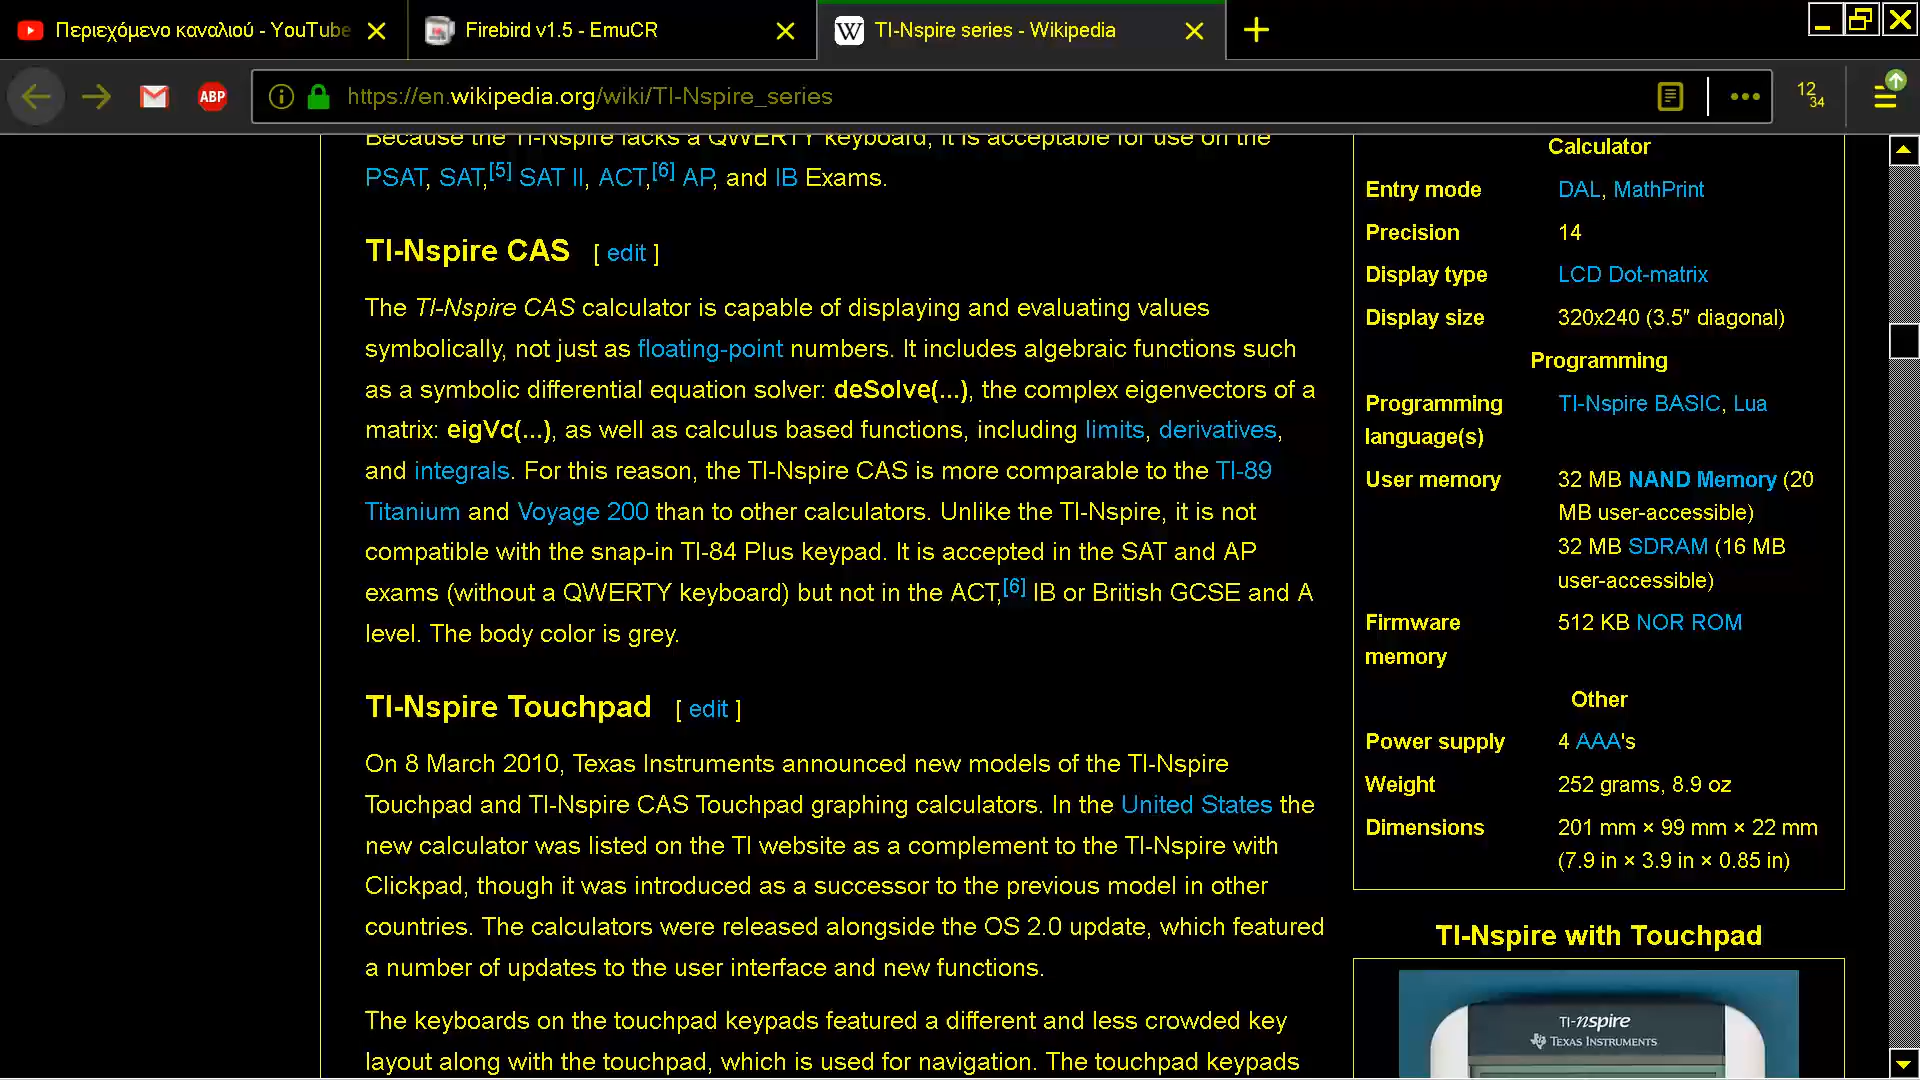 Περιεχόμενο καναλιού - YouTube
Firebird v1.5 - EmuCR
TI-Nspire series - Wikipedia
ABP
https://en.wikipedia.org/wiki/TI-Nspire_series
12
34
Because the TI-Nspire lacks a QWERTY keyboard, it is acceptable for use on the
PSAT, SAT,[5] SAT II, ACT,[6] AP, and IB Exams.
TI-Nspire CAS [ edit ]
The TI-Nspire CAS calculator is capable of displaying and evaluating values
symbolically, not just as floating-point numbers. It includes algebraic functions such
as a symbolic differential equation solver: deSolve(...), the complex eigenvectors of a
matrix: eigVc(...), as well as calculus based functions, including limits, derivatives,
and integrals. For this reason, the TI-Nspire CAS is more comparable to the TI-89
Titanium and Voyage 200 than to other calculators. Unlike the TI-Nspire, it is not
compatible with the snap-in TI-84 Plus keypad. It is accepted in the SAT and AP
exams (without a QWERTY keyboard) but not in the ACT,[6] IB or British GCSE and A
level. The body color is grey.
TI-Nspire Touchpad [ edit ]
On 8 March 2010, Texas Instruments announced new models of the TI-Nspire
Touchpad and TI-Nspire CAS Touchpad graphing calculators. In the United States the
new calculator was listed on the TI website as a complement to the TI-Nspire with
Clickpad, though it was introduced as a successor to the previous model in other
countries. The calculators were released alongside the OS 2.0 update, which featured
a number of updates to the user interface and new functions.
The keyboards on the touchpad keypads featured a different and less crowded key
layout along with the touchpad, which is used for navigation. The touchpad keypads
Calculator
Entry mode DAL, MathPrint
Precision 14
Display type LCD Dot-matrix
Display size 320x240 (3.5" diagonal)
Programming
Programming TI-Nspire BASIC, Lua
language(s)
User memory 32 MB NAND Memory (20
MB user-accessible)
32 MB SDRAM (16 MB
user-accessible)
Firmware 512 KB NOR ROM
memory
Other
Power supply 4 AAA's
Weight 252 grams, 8.9 oz
Dimensions 201 mm × 99 mm × 22 mm
(7.9 in × 3.9 in × 0.85 in)
TI-Nspire with Touchpad
TI-nspire
TEXAS INSTRUMENTS